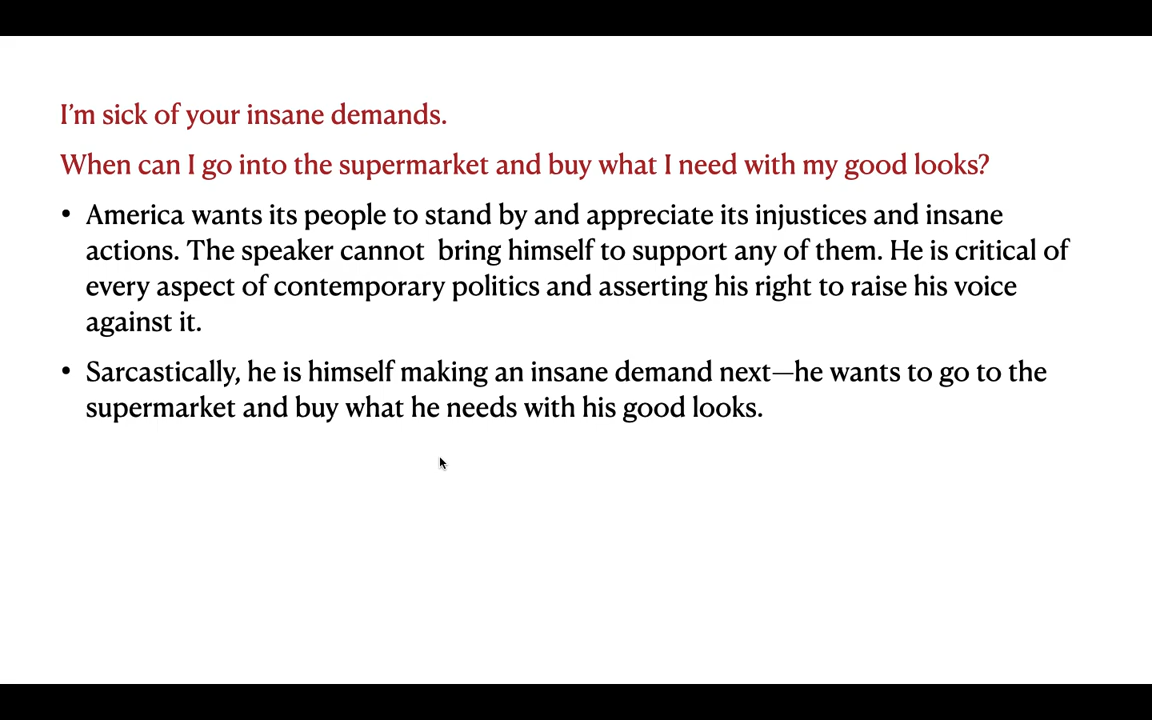 I’m sick of your insane demands.
When can I go into the supermarket and buy what I need with my good looks?
• America wants its people to stand by and appreciate its injustices and insane
actions. The speaker cannot  bring himself to support any of them. He is critical of
every aspect of contemporary politics and asserting his right to raise his voice
against it.
• Sarcastically, he is himself making an insane demand next—he wants to go to the
supermarket and buy what he needs with his good looks.